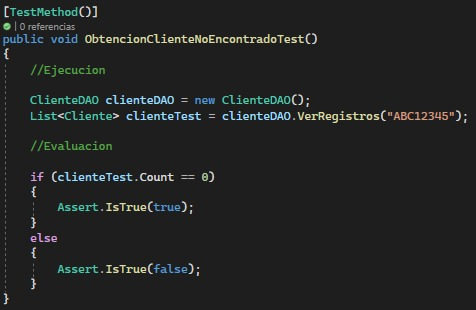 [TestMethod()]
| 0 referencias
public void ObtencionClienteNoEncontradoTest()
{
//Ejecucion
ClienteDAO clienteDAO = new ClienteDAO();
List<Cliente> clienteTest = clienteDAO.VerRegistros("ABC12345");
//Evaluacion
if (clienteTest.Count == 0)
{
Assert.IsTrue(true);
}
else
{
Assert.IsTrue(false);
}
}